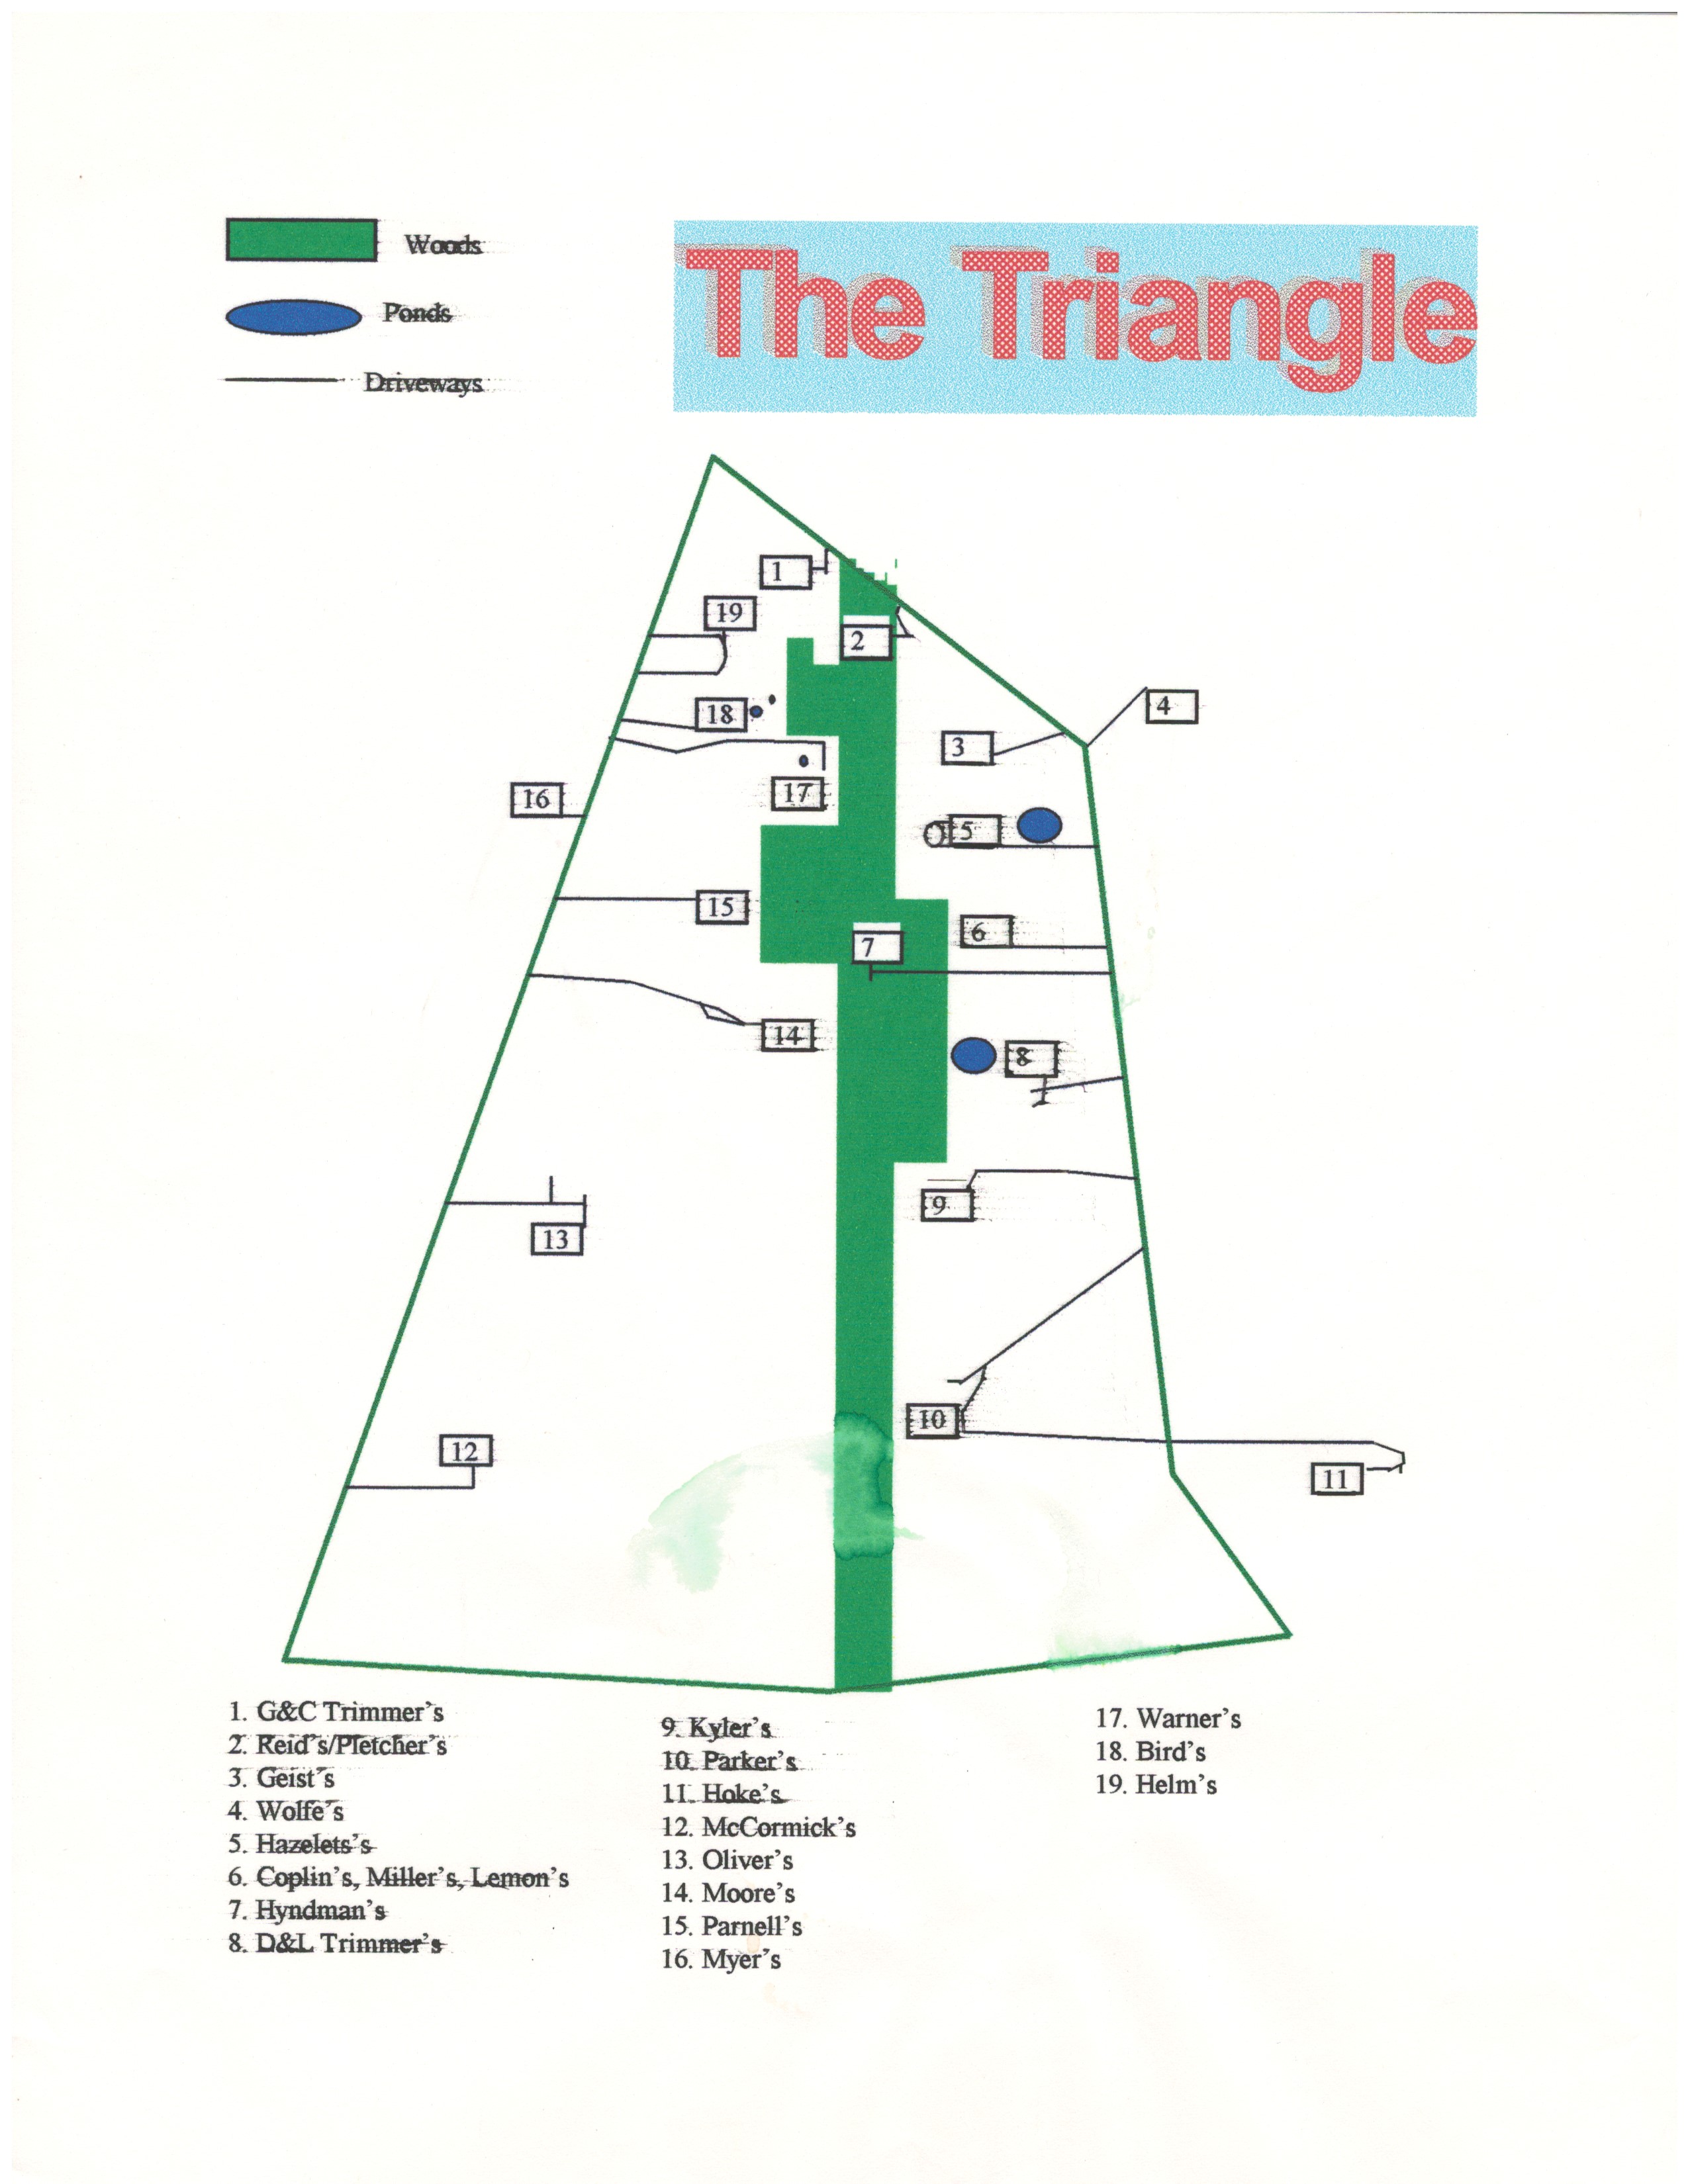 Woods
Ponds
Driveways
The Triangle
1
19
2
18
4
3
17
16
5
15
6
7
14
8
9
13
10
12
11
1. G&C Trimmer's
2. Reid's/Pletcher's
3. Geist's
4. Wolfe's
5. Hazelets's
6. Coplin's, Miller's, Lemon's
7. Hyndman's
8. D&L Trimmer's
9. Kyler's
10. Parker's
11. Hoke's
12. McCormick's
13. Oliver's
14. Moore's
15. Parnell's
16. Myer's
17. Warner's
18. Bird's
19. Helm's